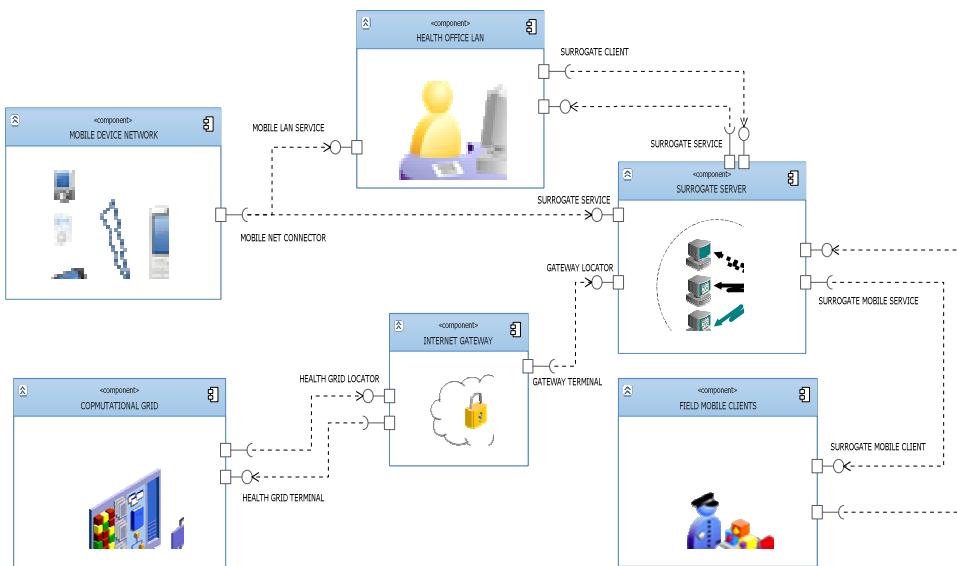 «component»
HEALTH OFFICE LAN
SURROGATE CLIENT
«component»
MOBILE DEVICE NETWORK
MOBILE LAN SERVICE
SURROGATE SERVICE
«component»
SURROGATE SERVER
SURROGATE SERVICE
MOBILE NET CONNECTOR
GATEWAY LOCATOR
SURROGATE MOBILE SERVICE
«component»
INTERNET GATEWAY
HEALTH GRID LOCATOR
GATEWAY TERMINAL
«component»
COPMUTATIONAL GRID
«component»
FIELD MOBILE CLIENTS
SURROGATE MOBILE CLIENT
HEALTH GRID TERMINAL